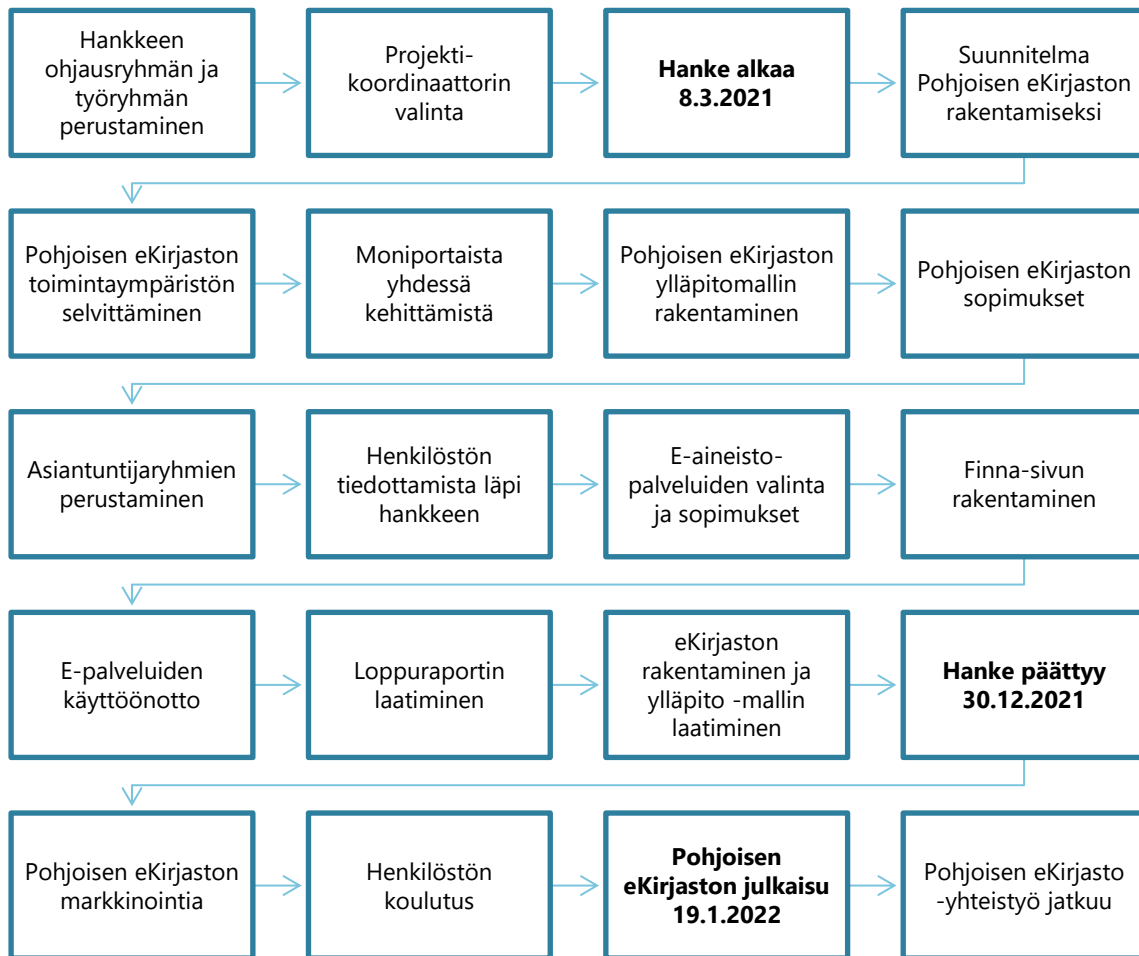 Hankkeen
ohjausryhmän ja
työryhmän
perustaminen
Projekti-
koordinaattorin
valinta
Hanke alkaa
8.3.2021
Suunnitelma
Pohjoisen eKirjaston
rakentamiseksi
Pohjoisen eKirjaston
toimintaympäristön
selvittäminen
Moniportaista
yhdessä
kehittämistä
Pohjoisen eKirjaston
ylläpitomallin
rakentaminen
Pohjoisen eKirjaston
sopimukset
Asiantuntijaryhmien
perustaminen
Henkilöstön
tiedottamista läpi
hankkeen
E-aineisto-
palveluiden valinta
ja sopimukset
Finna-sivun
rakentaminen
E-palveluiden
käyttöönotto
Loppuraportin
laatiminen
eKirjaston
rakentaminen ja
ylläpito -mallin
laatiminen
Hanke päättyy
30.12.2021
Pohjoisen eKirjaston
markkinointia
Henkilöstön
koulutus
Pohjoisen
eKirjaston julkaisu
19.1.2022
Pohjoisen eKirjasto
-yhteistyö jatkuu